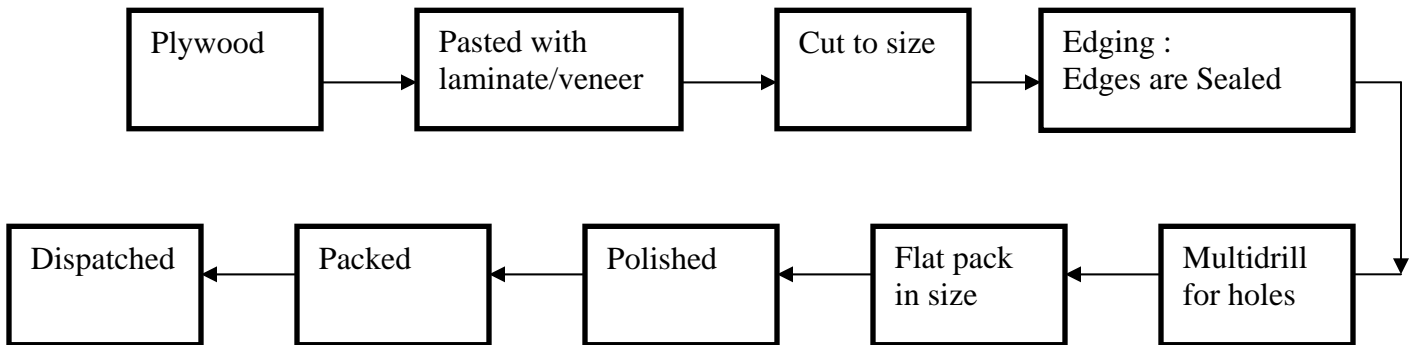 Plywood
Pasted with
laminate/veneer
Cut to size
Edging :
Edges are Sealed
Multidrill
for holes
Flat pack
in size
Polished
Packed
Dispatched